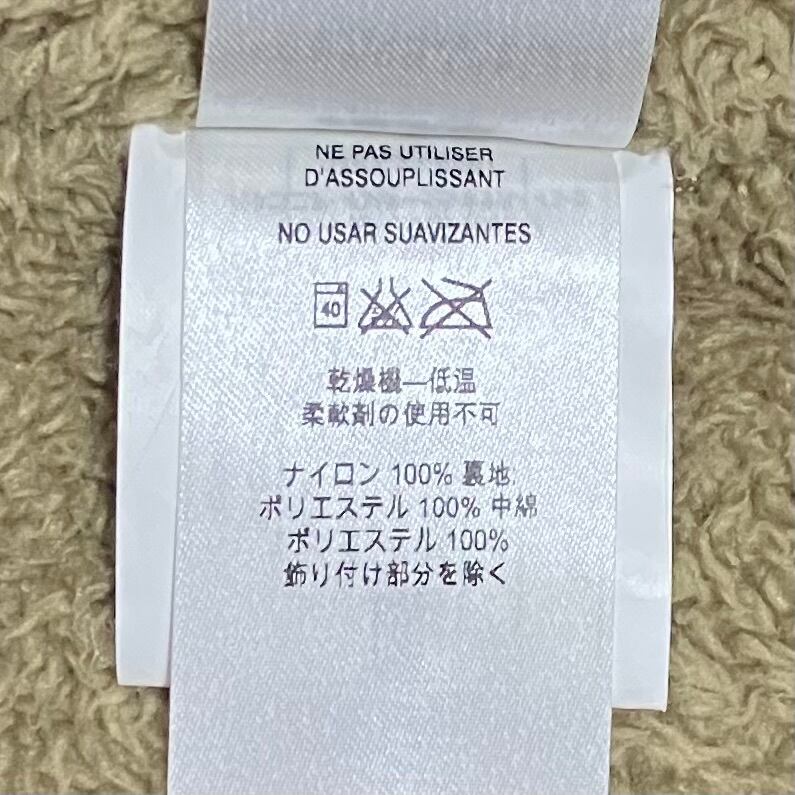 NE PAS UTILISER
D'ASSOUPLISSANT
NO USAR SUAVIZANTES
40
乾燥機—低温
柔軟剤の使用不可
ナイロン 100% 裏地
ポリエステル 100% 中綿
ポリエステル 100%
飾り付け部分を除く